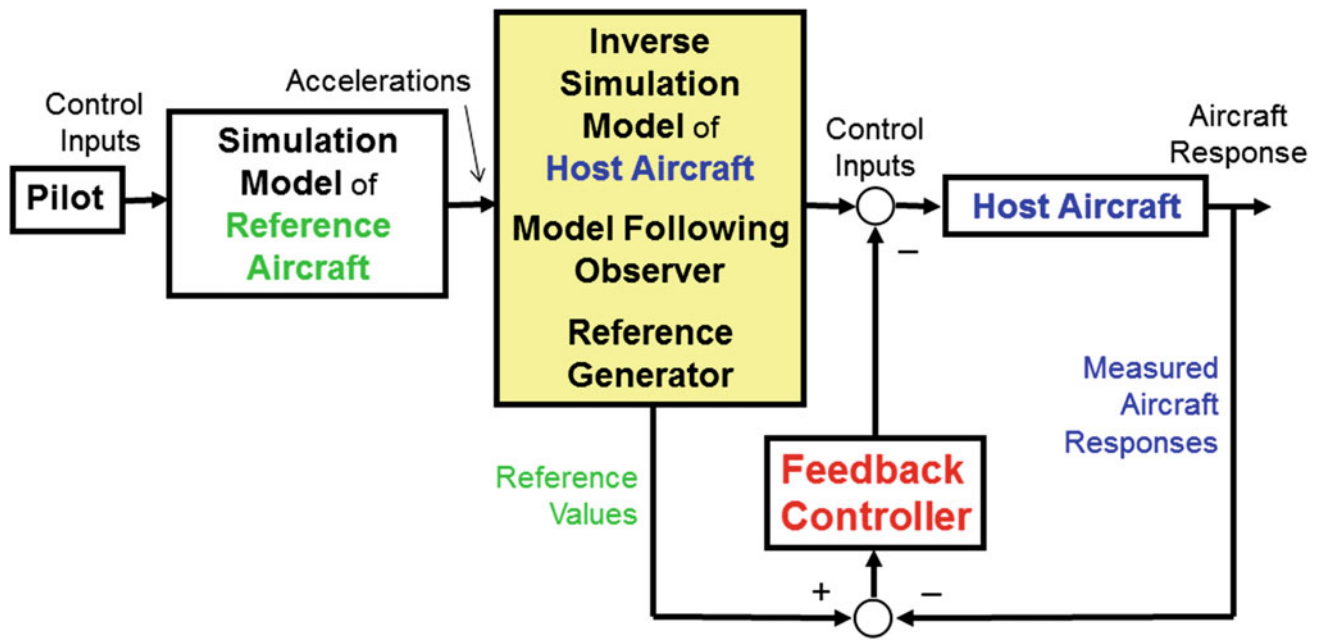 Control
Inputs
Pilot
Simulation
Model of
Reference
Aircraft
Accelerations
Inverse
Simulation
Model of
Host Aircraft
Model Following
Observer
Reference
Generator
Control
Inputs
–
Host Aircraft
Aircraft
Response
Measured
Aircraft
Responses
Reference
Values
Feedback
Controller
+ –